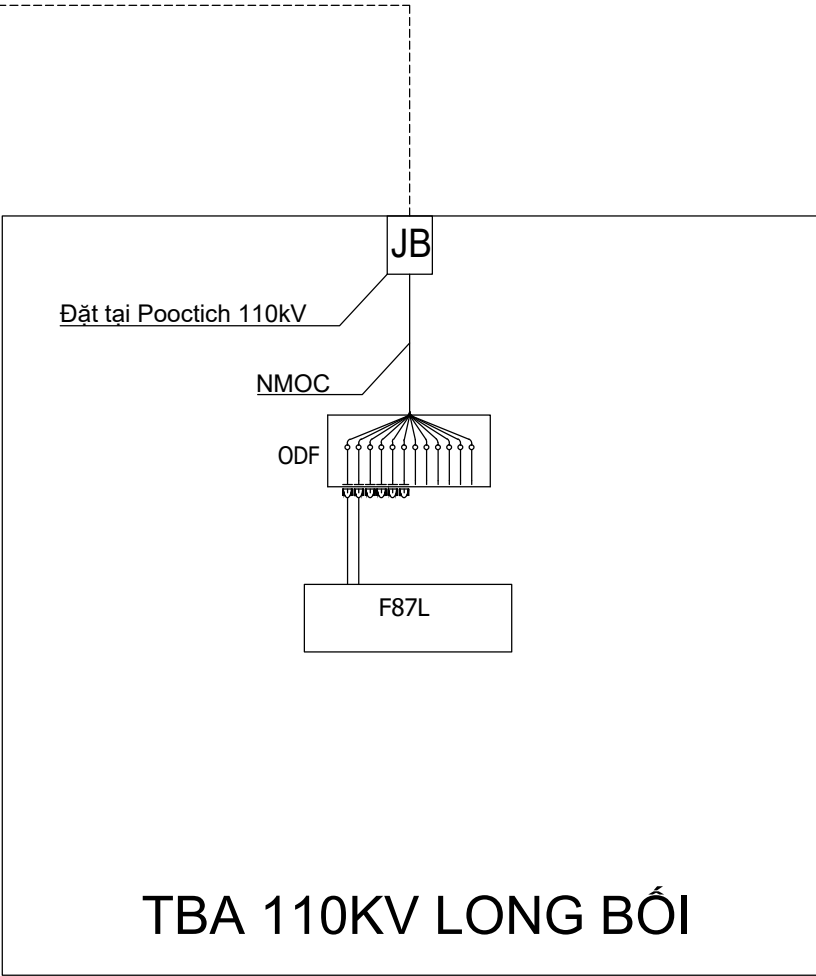 JB
Đặt tại Pooctich 110kV
NMOC
ODF
F87L
TBA 110KV LONG BỐI